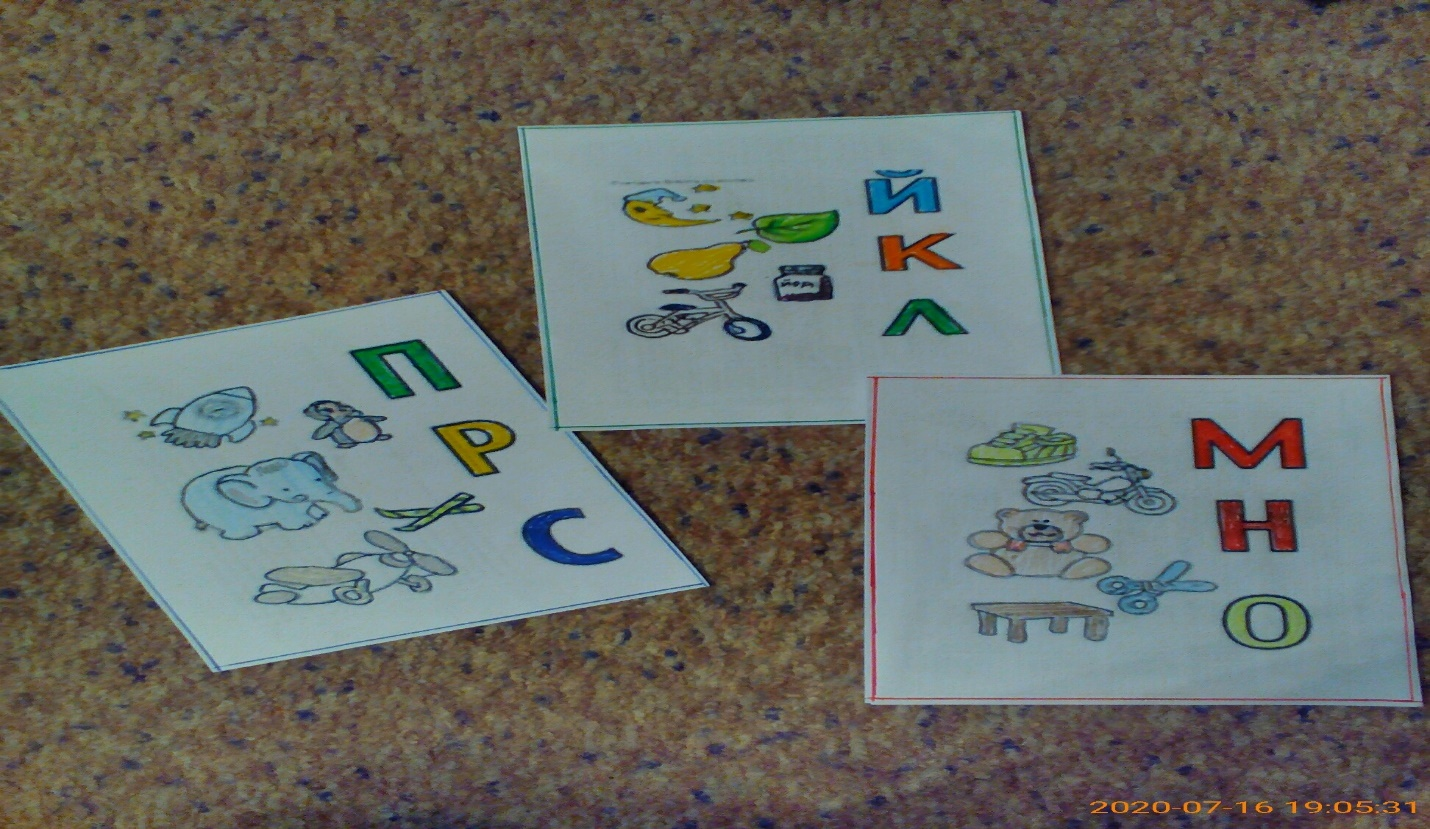 Й
К
Л
йод
П
Р
С
М
Н
О
2020-07-16 19:05:31